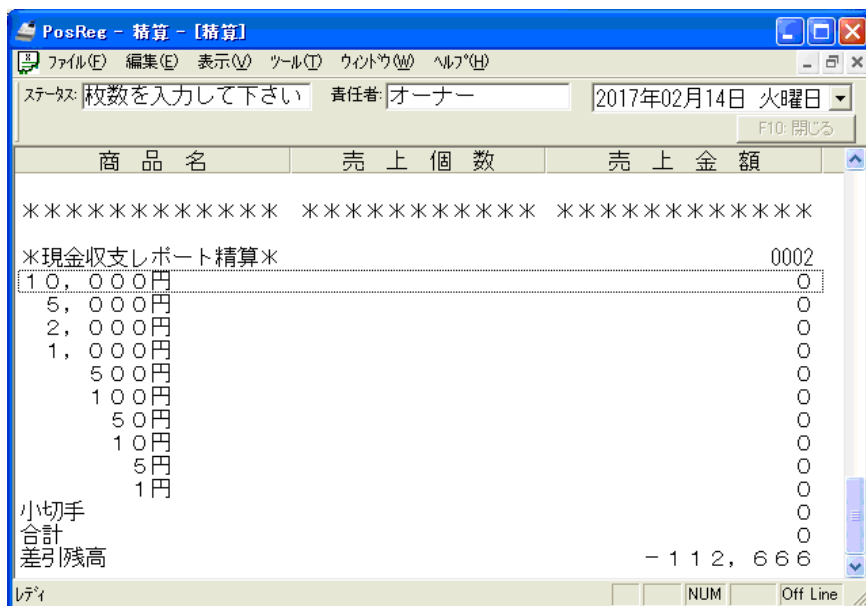 PosReg - 精算 - [精算]
ファイル(F) 編集(E) 表示(V) ツール(T) ウィンドウ(W) ヘルプ(H)
ステータス: 枚数を入力して下さい 責任者: オーナー 2017年02月14日 火曜日
F10: 閉じる
商 品 名 売 上 個 数 売 上 金 額
************ *********** ************
*現金収支レポート精算* 0002
10,000円 0
5,000円 0
2,000円 0
1,000円 0
500円 0
100円 0
50円 0
10円 0
5円 0
1円 0
小切手 0
合計 0
差引残高 -112,666
レディ NUM Off Line